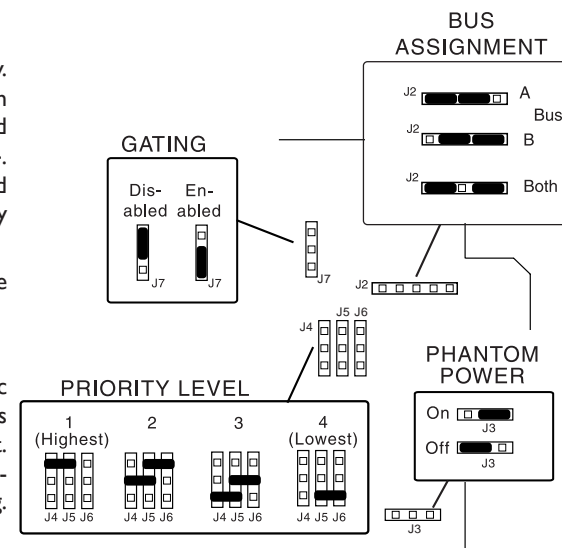 BUS
ASSIGNMENT
J2 A
Bus
J2 B
J2 Both
GATING
Dis- En-
abled abled
J7 J7
J7
J2
J5 J6
J4
PHANTOM
POWER
On
J3
Off
J3
J3
PRIORITY LEVEL
1 2 3 4
(Highest) (Lowest)
J4 J5 J6 J4 J5 J6 J4 J5 J6 J4 J5 J6